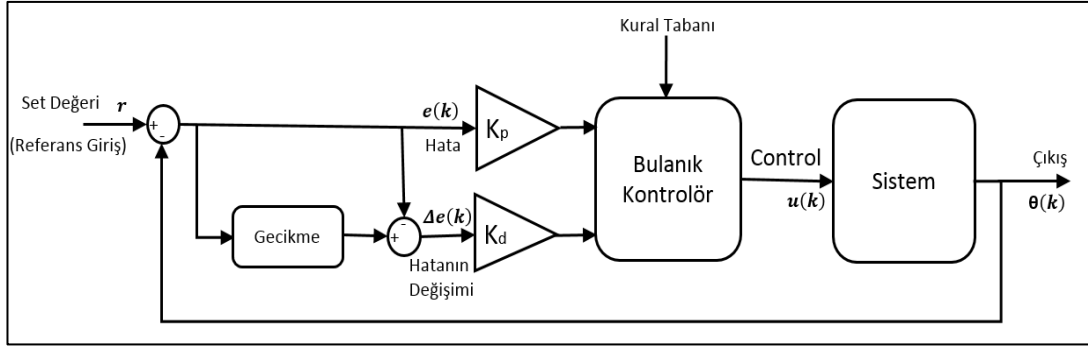 Kural Tabanı
Set Değeri
r
(Referans Giriş)
+
-
e(k)
Hata
Kp
Bulanık
Kontrolör
Control
u(k)
Sistem
Çıkış
θ(k)
Gecikme
+
-
Δe(k)
Hatanın
Değişimi
Kd